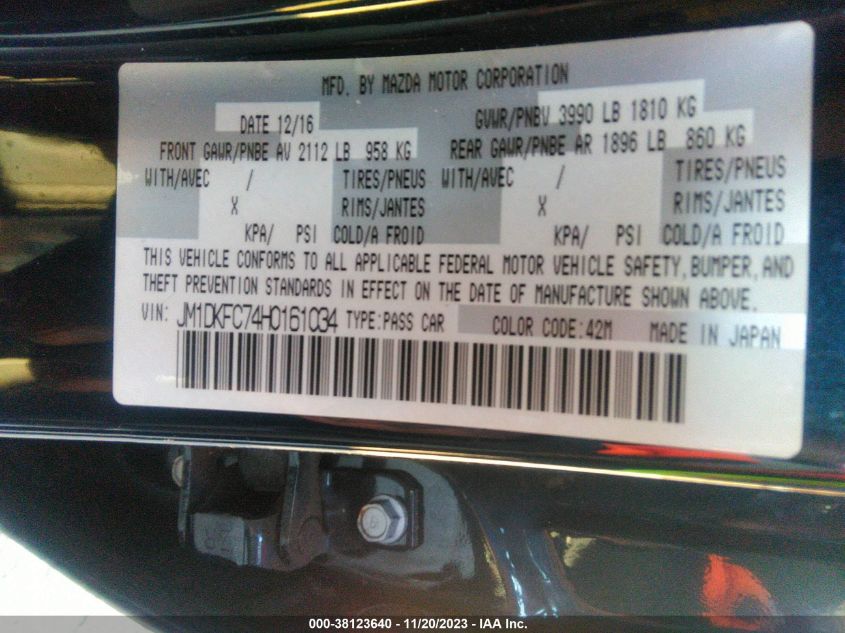 MFD. BY MAZDA MOTOR CORPORATION
DATE 12/16 GVWR/PNBV 3990 LB 1810 KG
FRONT GAWR/PNBE AV 2112 LB 958 KG REAR GAWR/PNBE AR 1896 LB 860 KG
WITH/AVEC / TIRES/PNEUS WITH/AVEC / TIRES/PNEUS
X RIMS/JANTES X RIMS/JANTES
KPA/ PSI COLD/A FROID KPA/ PSI COLD/A FROID
THIS VEHICLE CONFORMS TO ALL APPLICABLE FEDERAL MOTOR VEHICLE SAFETY, BUMPER, AND
THEFT PREVENTION STANDARDS IN EFFECT ON THE DATE OF MANUFACTURE SHOWN ABOVE.
VIN: JM1DKFC74H0161034 TYPE:PASS CAR COLOR CODE:42M MADE IN JAPAN
000-38123640 - 11/20/2023 - IAA Inc.